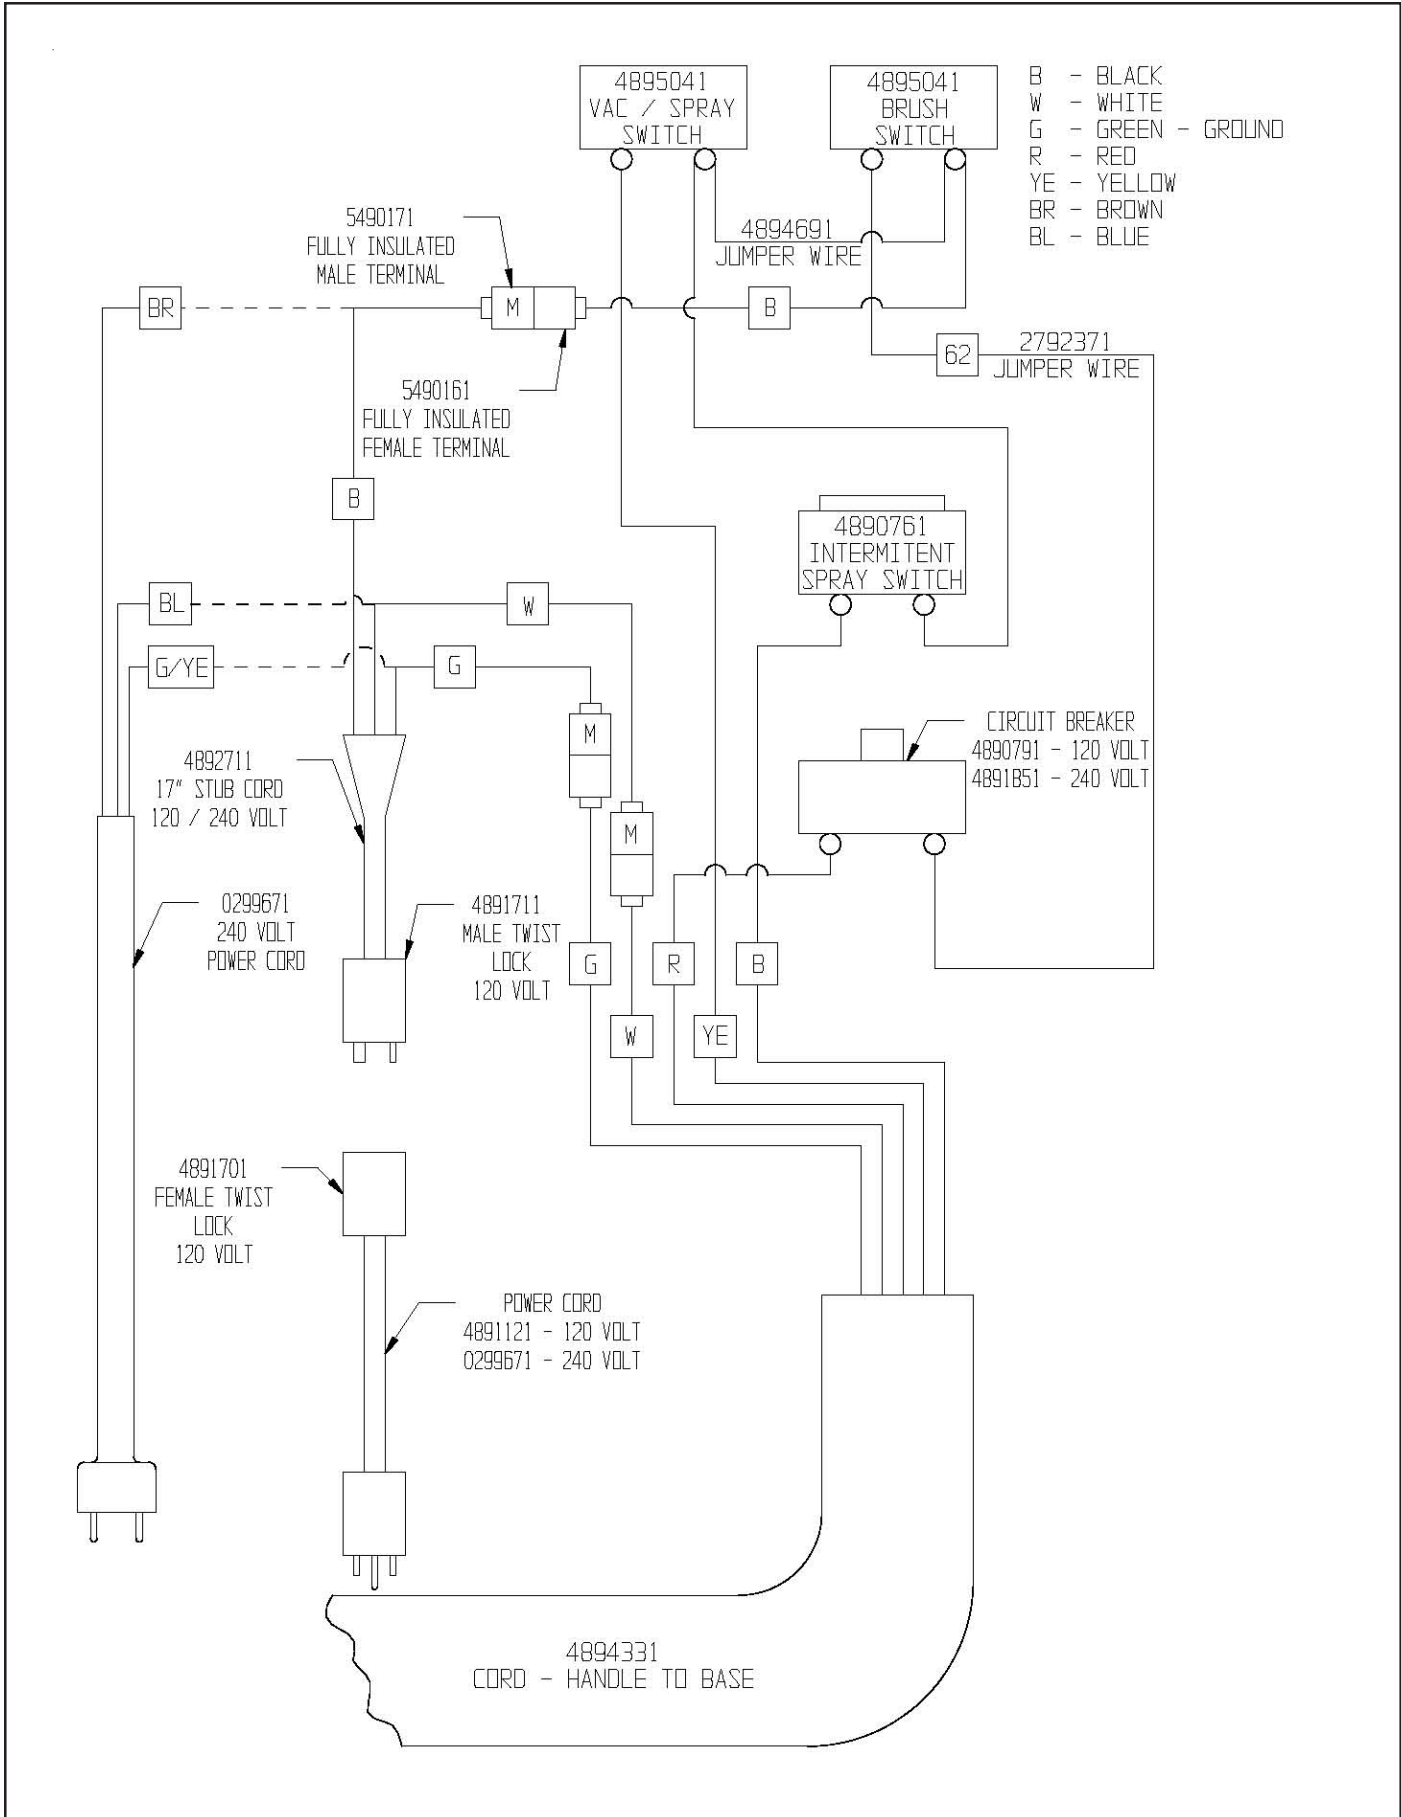 4895041
VAC / SPRAY
SWITCH
4895041
BRUSH
SWITCH
B - BLACK
W - WHITE
G - GREEN - GROUND
R - RED
YE - YELLOW
BR - BROWN
BL - BLUE
5490171
FULLY INSULATED
MALE TERMINAL
4894691
JUMPER WIRE
BR
M
B
62
2792371
JUMPER WIRE
5490161
FULLY INSULATED
FEMALE TERMINAL
B
4890761
INTERMITENT
SPRAY SWITCH
BL
W
G/YE
G
M
CIRCUIT BREAKER
4890791 - 120 VOLT
4891851 - 240 VOLT
4892711
17" STUB CORD
120 / 240 VOLT
M
0299671
240 VOLT
POWER CORD
4891711
MALE TWIST
LOCK
120 VOLT
G
R
B
W
YE
4891701
FEMALE TWIST
LOCK
120 VOLT
POWER CORD
4891121 - 120 VOLT
0299671 - 240 VOLT
4894331
CORD - HANDLE TO BASE